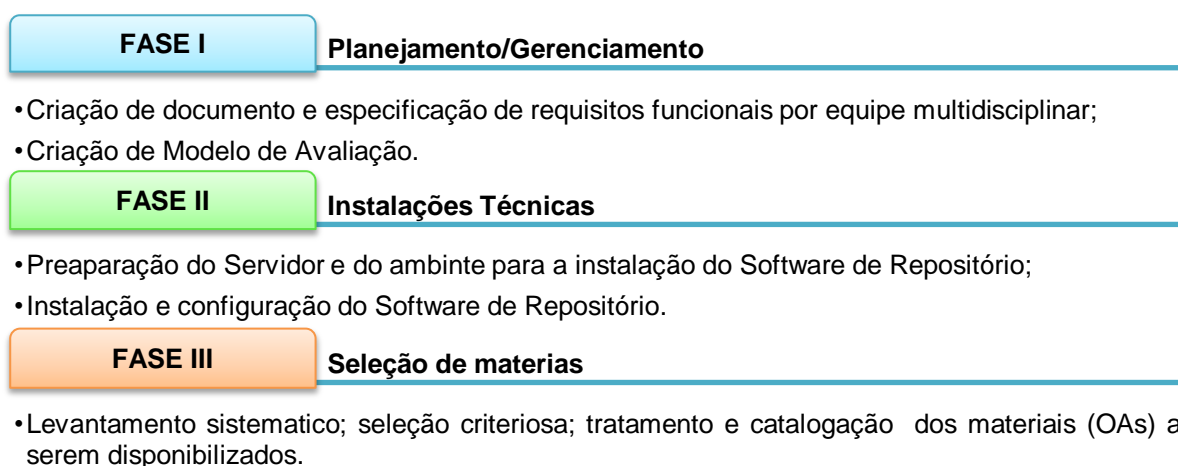 FASE I
Planejamento/Gerenciamento
•Criação de documento e especificação de requisitos funcionais por equipe multidisciplinar;
•Criação de Modelo de Avaliação.
FASE II
Instalações Técnicas
•Preaparação do Servidor e do ambinte para a instalação do Software de Repositório;
•Instalação e configuração do Software de Repositório.
FASE III
Seleção de materias
•Levantamento sistematico; seleção criteriosa; tratamento e catalogação dos materiais (OAs) a
serem disponibilizados.